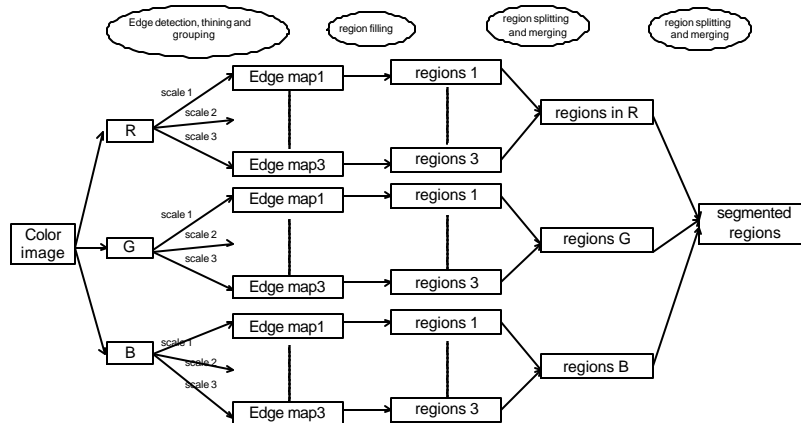 Edge detection, thining and
grouping
region filling
region splitting
and merging
region splitting
and merging
Edge map1
regions 1
scale 1
scale 2
scale 3
R
regions in R
Edge map3
regions 3
Edge map1
regions 1
scale 1
scale 2
scale 3
Color
image
G
regions G
segmented
regions
Edge map3
regions 3
Edge map1
regions 1
scale 1
scale 2
scale 3
B
regions B
Edge map3
regions 3